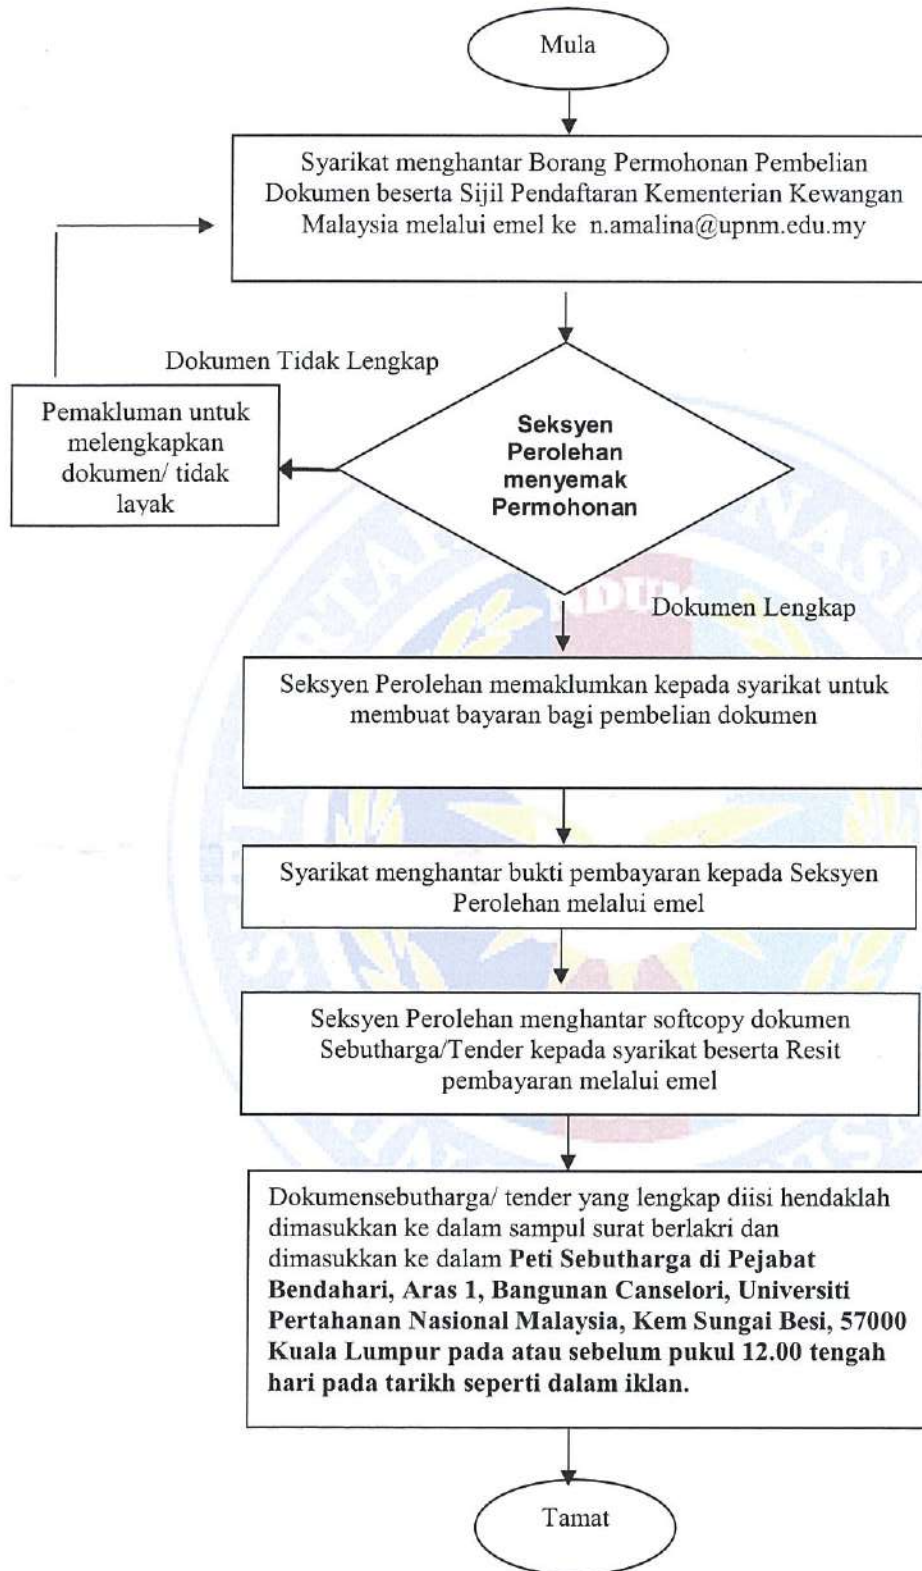 Mula
Syarikat menghantar Borang Permohonan Pembelian
Dokumen beserta Sijil Pendaftaran Kementerian Kewangan
Malaysia melalui emel ke n.amalina@upnm.edu.my
Dokumen Tidak Lengkap
Pemakluman untuk
melengkapkan
dokumen/ tidak
layak
Seksyen
Perolehan
menyemak
Permohonan
Dokumen Lengkap
Seksyen Perolehan memaklumkan kepada syarikat untuk
membuat bayaran bagi pembelian dokumen
Syarikat menghantar bukti pembayaran kepada Seksyen
Perolehan melalui emel
Seksyen Perolehan menghantar softcopy dokumen
Sebutharga/Tender kepada syarikat beserta Resit
pembayaran melalui emel
Dokumensebutharga/ tender yang lengkap diisi hendaklah
dimasukkan ke dalam sampul surat berlakri dan
dimasukkan ke dalam Peti Sebutharga di Pejabat
Bendahari, Aras 1, Bangunan Canselori, Universiti
Pertahanan Nasional Malaysia, Kem Sungai Besi, 57000
Kuala Lumpur pada atau sebelum pukul 12.00 tengah
hari pada tarikh seperti dalam iklan.
Tamat